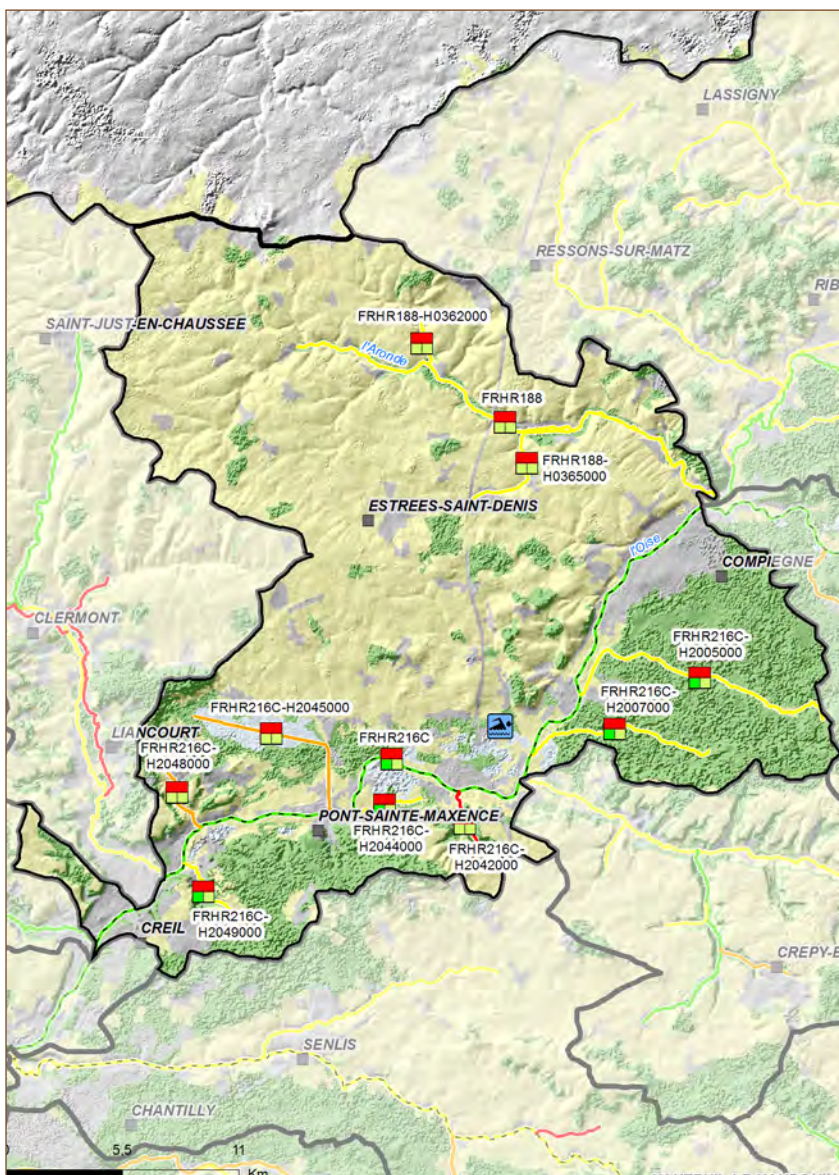 LASSIGNY
RESSONS-SUR-MATZ
RIB
SAINT-JUST-EN-CHAUSSEE
FRHR188-H0362000
l'Aronde
FRHR188
FRHR188-
H0365000
ESTREES-SAINT-DENIS
l'Oise
COMPIEGNE
CLERMONT
FRHR216C-
H2005000
FRHR216C-H2045000
FRHR216C-
H2007000
LIANCOURT
FRHR216C-
H2048000
FRHR216C
PONT-SAINTE-MAXENCE
FRHR216C-
H2044000
FRHR216C-
H2042000
CREIL
FRHR216C-
H2049000
CREPY-E
SENLIS
CHANTILLY
0 5,5 11
Km